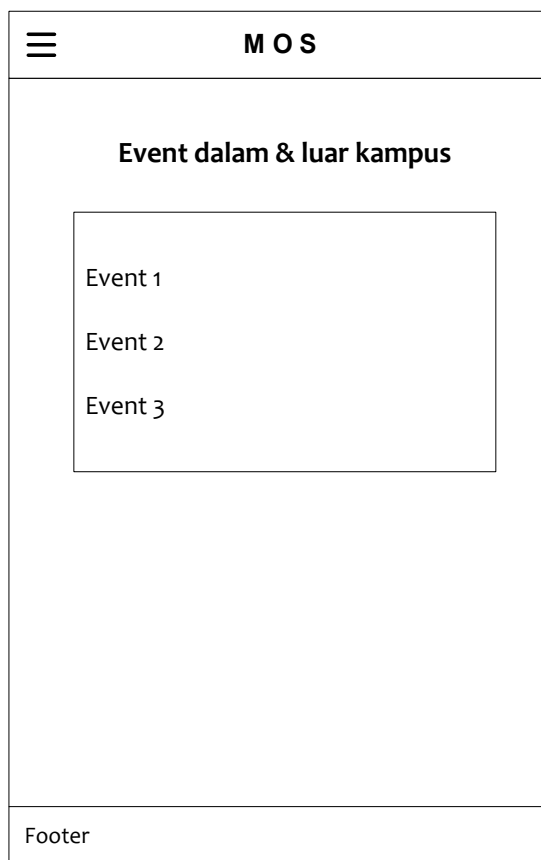 M O S
Event dalam & luar kampus
Event 1
Event 2
Event 3
Footer